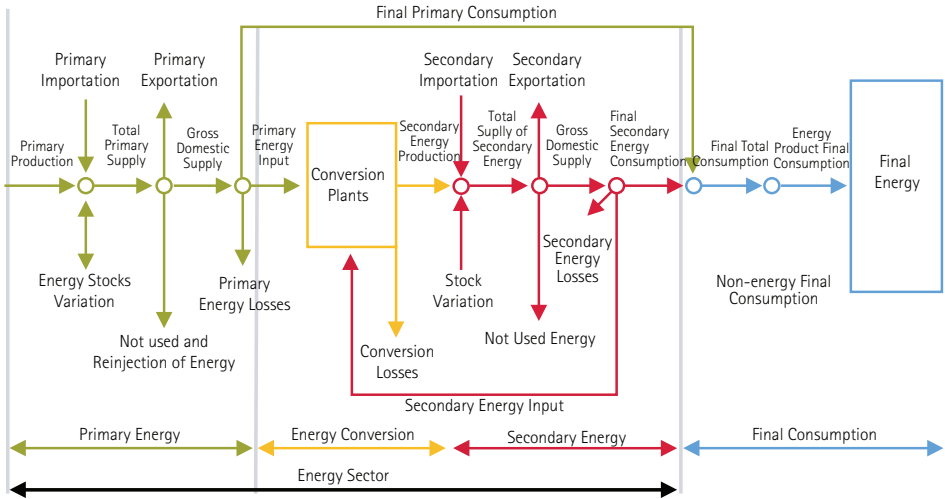 Final Primary Consumption
Primary
Importation
Primary
Exportation
Secondary
Importation
Secondary
Exportation
Final
Energy
Primary
Production
Total
Primary
Supply
Gross
Domestic
Supply
Primary
Energy
Input
Conversion
Plants
Secondary
Energy
Production
Total
Suplly of
Secondary
Energy
Gross
Domestic
Supply
Final
Secondary
Energy
Consumption
Final Total
Consumption
Energy
Product Final
Consumption
Energy Stocks
Variation
Primary
Energy Losses
Not used and
Reinjection of Energy
Conversion
Losses
Stock
Variation
Secondary
Energy
Losses
Not Used Energy
Non-energy Final
Consumption
Secondary Energy Input
Primary Energy
Energy Conversion
Secondary Energy
Final Consumption
Energy Sector